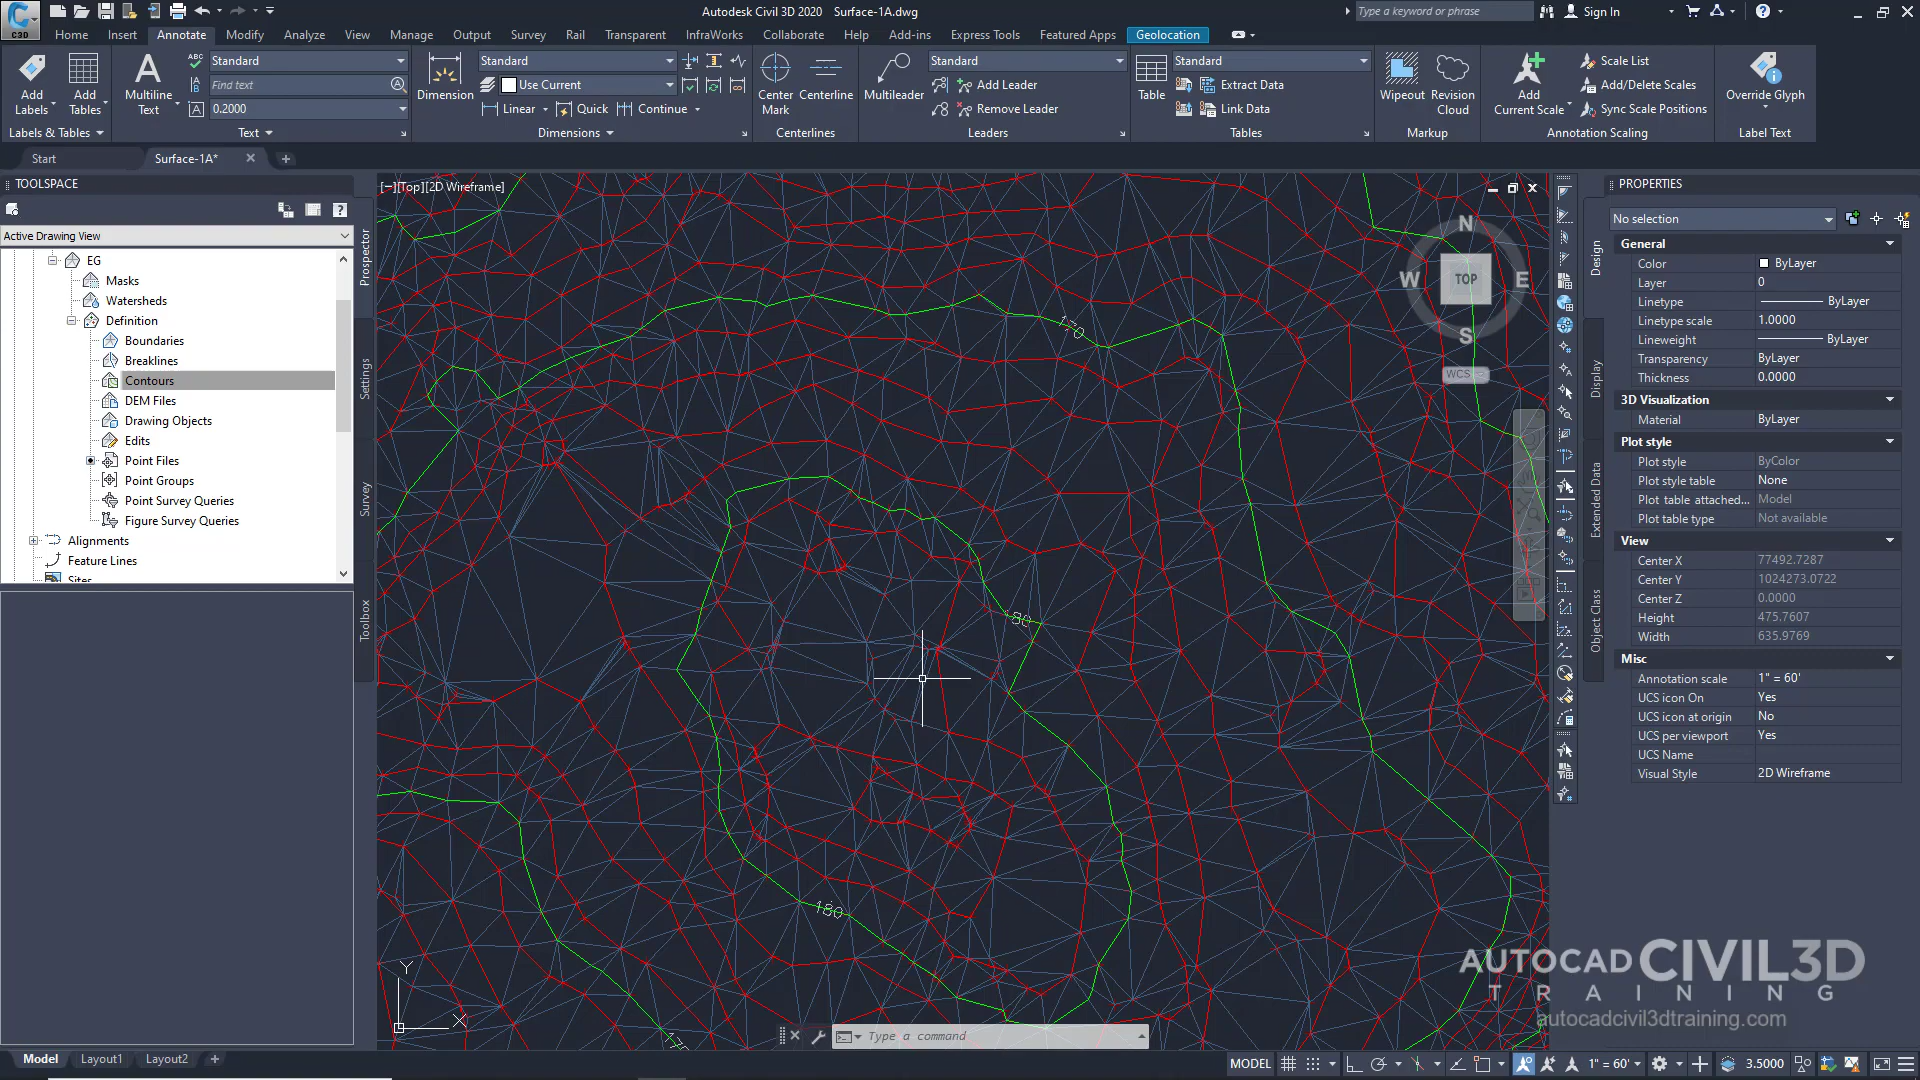 Autodesk Civil 3D 2020 Surface-1A.dwg
Type a keyword or phrase
Sign In
C3D
Home Insert Annotate Modify Analyze View Manage Output Survey Rail Transparent InfraWorks Collaborate Help Add-ins Express Tools Featured Apps Geolocation
Add Labels
Add Tables
Labels & Tables
Multiline Text
ABC
Standard
Find text
0.2000
Text
Dimension
Standard
Use Current
Linear Quick Continue
Dimensions
Center Mark
Centerline
Centerlines
Multileader
Standard
Add Leader
Remove Leader
Leaders
Table
Standard
Extract Data
Link Data
Tables
Wipeout
Revision Cloud
Markup
Add Current Scale
Scale List
Add/Delete Scales
Sync Scale Positions
Annotation Scaling
Override Glyph
Label Text
Start
Surface-1A*
TOOLSPACE
Active Drawing View
EG
Masks
Watersheds
Definition
Boundaries
Breaklines
Contours
DEM Files
Drawing Objects
Edits
Point Files
Point Groups
Point Survey Queries
Figure Survey Queries
Alignments
Feature Lines
Sites
Prospector
Settings
Survey
Toolbox
[−][Top][2D Wireframe]
N
W TOP E
S
WCS
180
Y
X
Type a command
PROPERTIES
No selection
Design
Display
Extended Data
Object Class
General
Color ByLayer
Layer 0
Linetype ByLayer
Linetype scale 1.0000
Lineweight ByLayer
Transparency ByLayer
Thickness 0.0000
3D Visualization
Material ByLayer
Plot style
Plot style ByColor
Plot style table None
Plot table attached... Model
Plot table type Not available
View
Center X 77492.7287
Center Y 1024273.0722
Center Z 0.0000
Height 475.7607
Width 635.9769
Misc
Annotation scale 1" = 60'
UCS icon On Yes
UCS icon at origin No
UCS per viewport Yes
UCS Name
Visual Style 2D Wireframe
AUTOCAD CIVIL3D
TRAINING
autocadcivil3dtraining.com
Model Layout1 Layout2
MODEL
1" = 60'
3.5000